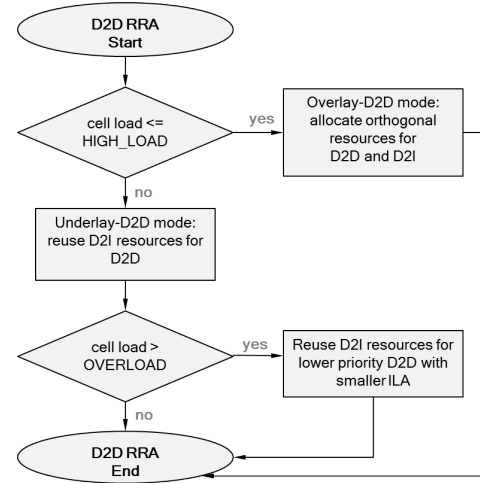 D2D RRA
Start
cell load <=
HIGH_LOAD
yes
Overlay-D2D mode:
allocate orthogonal
resources for
D2D and D2I
no
Underlay-D2D mode:
reuse D2I resources for
D2D
cell load >
OVERLOAD
yes
Reuse D2I resources for
lower priority D2D with
smaller ILA
no
D2D RRA
End